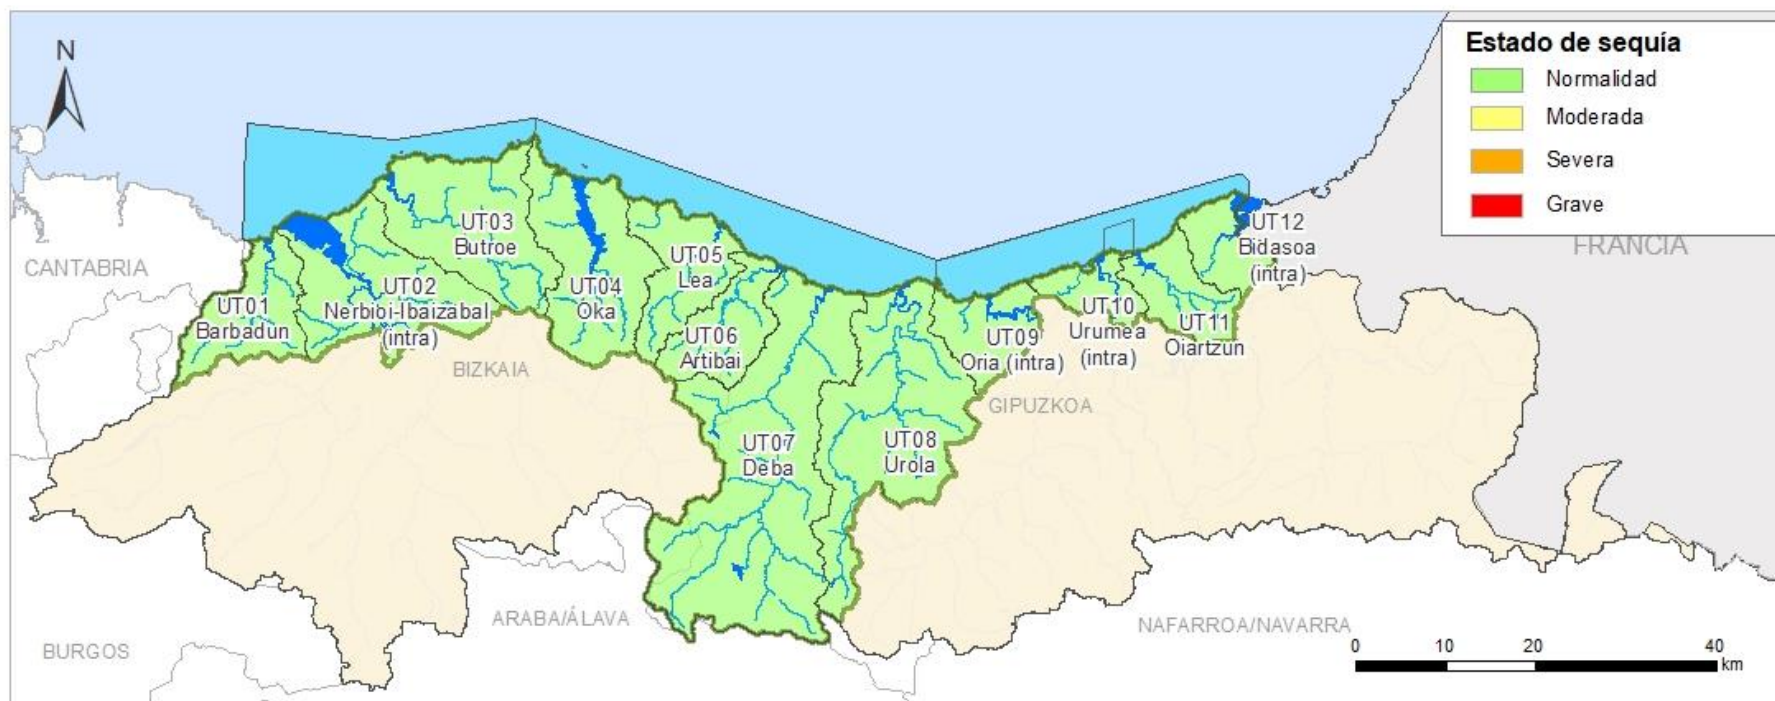 N
Estado de sequía
Normalidad
Moderada
Severa
Grave
FRANCIA
CANTABRIA
UT01
Barbadun
UT02
Nerbioi-Ibaizabal
(intra)
UT03
Butroe
UT04
Oka
UT05
Lea
UT06
Artibai
UT07
Deba
UT08
Urola
UT09
Oria (intra)
UT10
Urumea
(intra)
UT11
Oiartzun
UT12
Bidasoa
(intra)
BIZKAIA
GIPUZKOA
ARABA/ÁLAVA
NAFARROA/NAVARRA
BURGOS
0 10 20 40
km